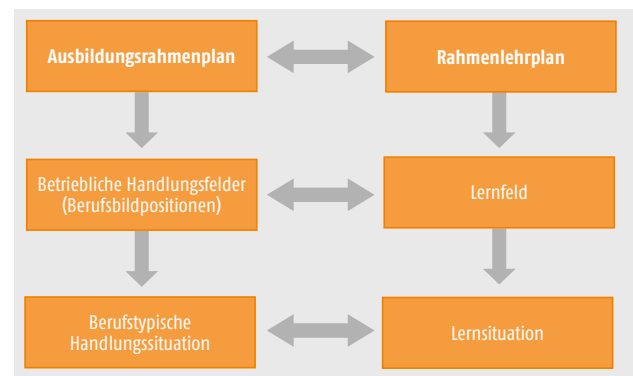 Ausbildungsrahmenplan
Rahmenlehrplan
Betriebliche Handlungsfelder
(Berufsbildpositionen)
Lernfeld
Berufstypische
Handlungssituation
Lernsituation